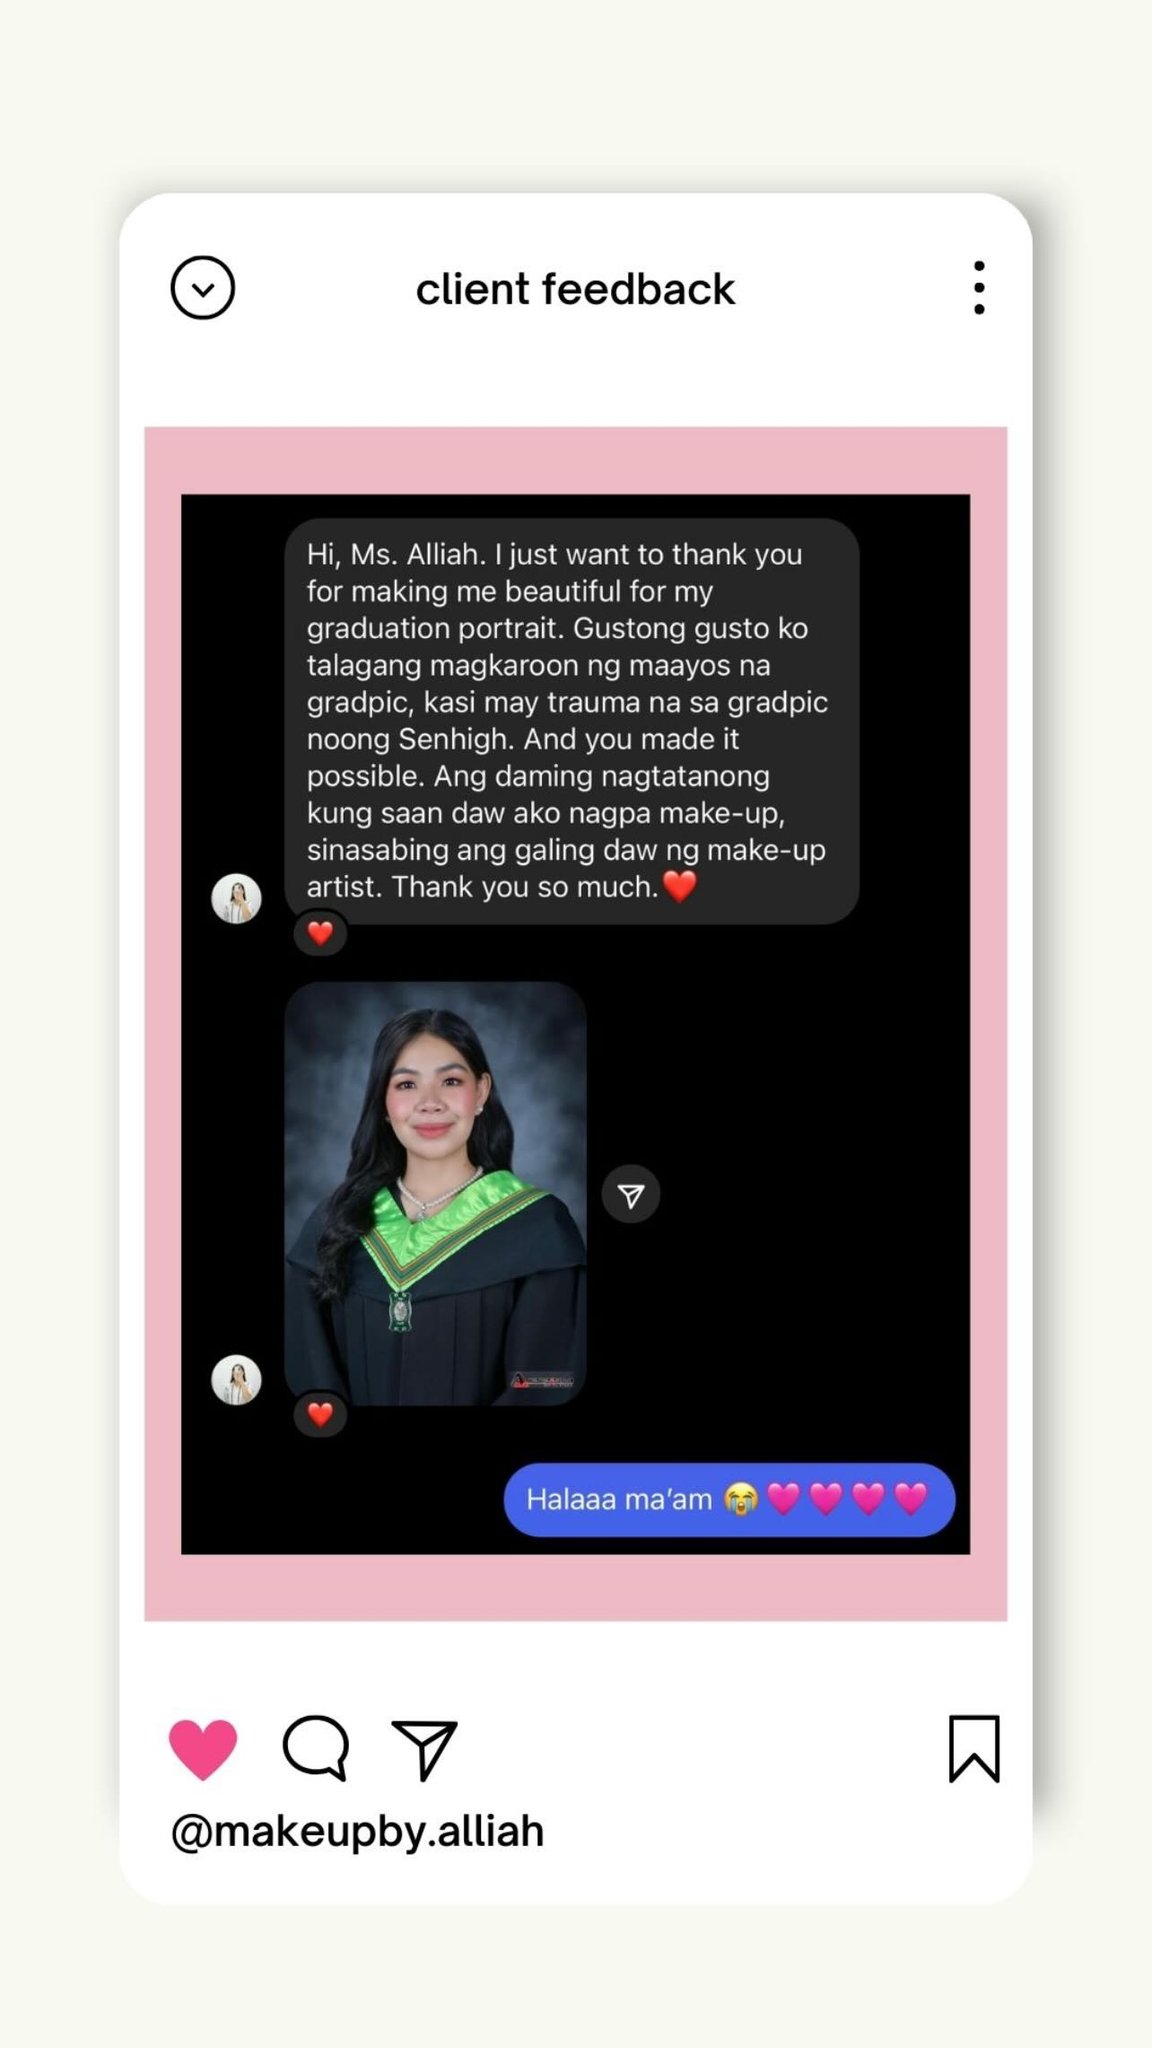 client feedback
Hi, Ms. Alliah. I just want to thank you
for making me beautiful for my
graduation portrait. Gustong gusto ko
talagang magkaroon ng maayos na
gradpic, kasi may trauma na sa gradpic
noong Senhigh. And you made it
possible. Ang daming nagtatanong
kung saan daw ako nagpa make-up,
sinasabing ang galing daw ng make-up
artist. Thank you so much.❤️
Halaaa ma’am 😭💗💗💗💗
@makeupby.alliah